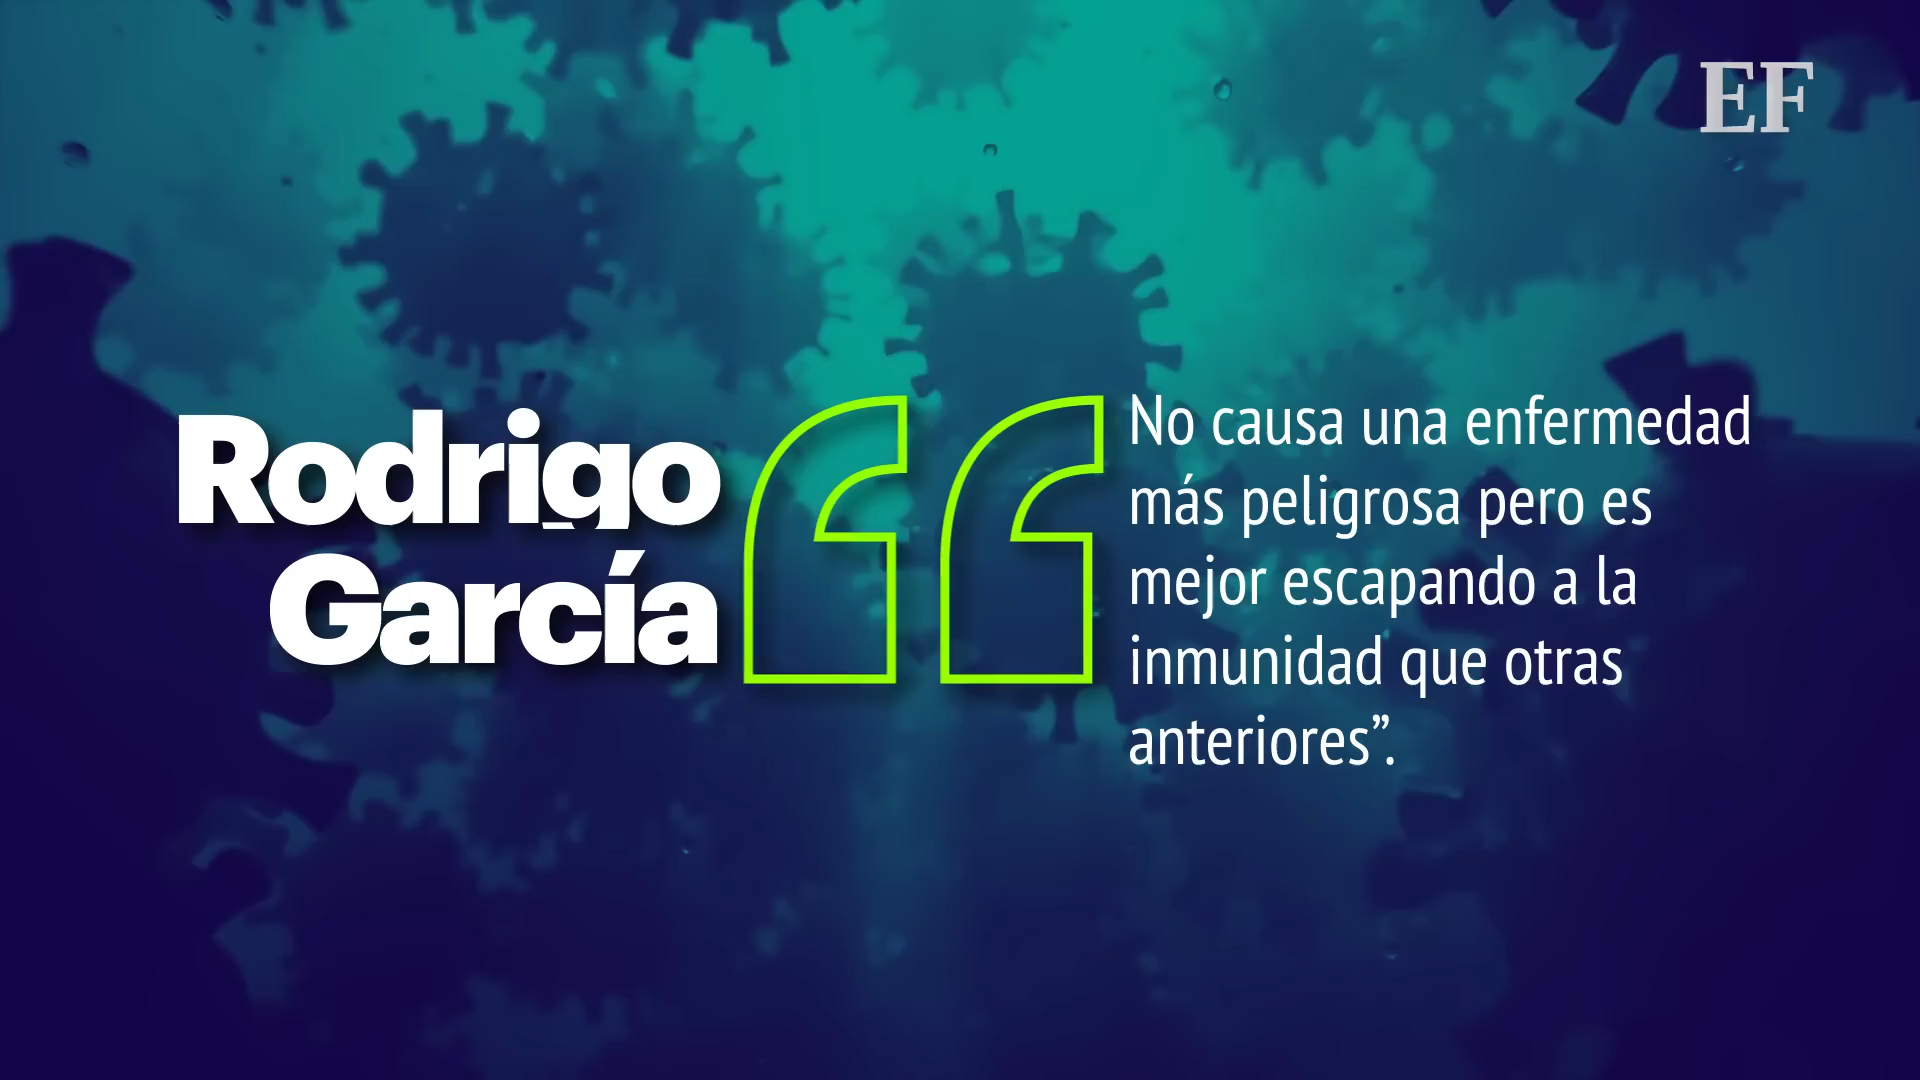 EF
Rodrigo
García
No causa una enfermedad
más peligrosa pero es
mejor escapando a la
inmunidad que otras
anteriores”.